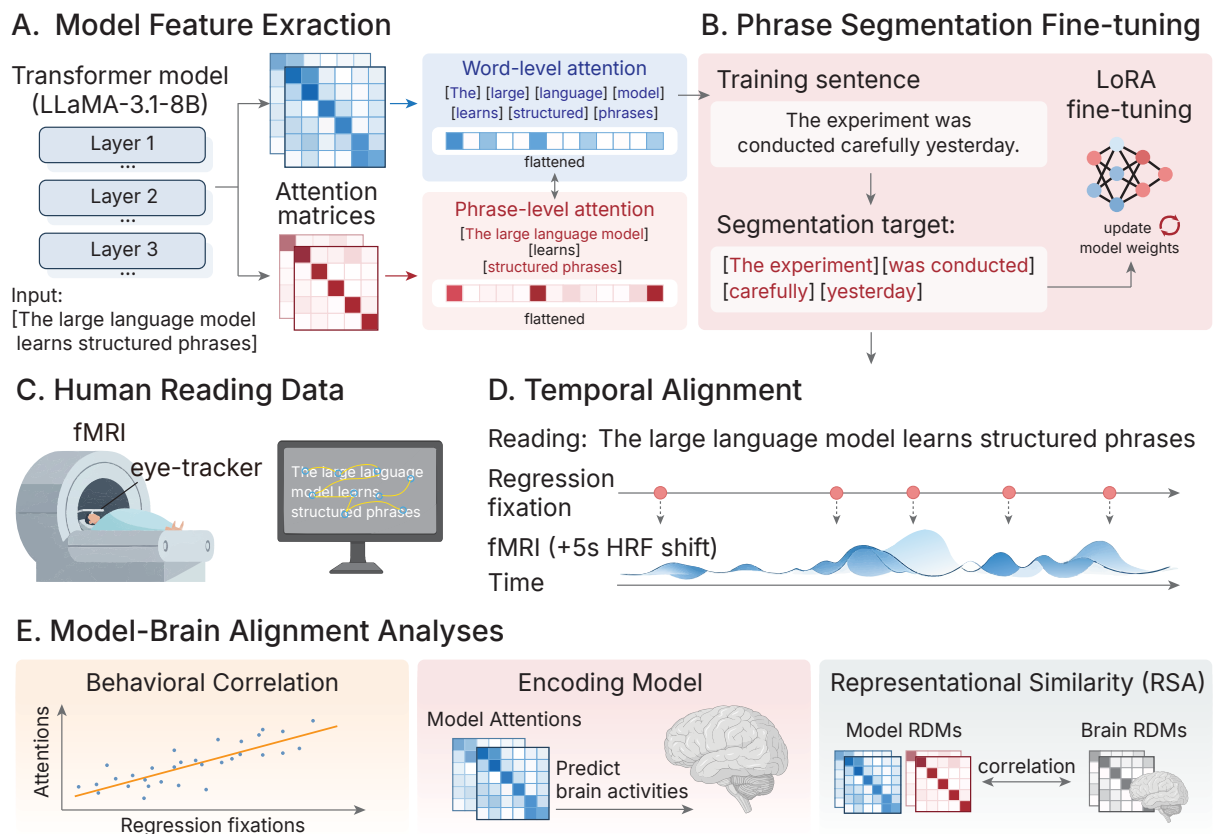 A. Model Feature Extraction
Transformer model
(LLaMA-3.1-8B)
Layer 1
...
Layer 2
...
Layer 3
...
Input:
[The large language model
learns structured phrases]
Attention
matrices
Word-level attention
[The] [large] [language] [model]
[learns] [structured] [phrases]
flattened
Phrase-level attention
[The large language model]
[learns]
[structured phrases]
flattened
B. Phrase Segmentation Fine-tuning
Training sentence
The experiment was
conducted carefully yesterday.
Segmentation target:
[The experiment] [was conducted]
[carefully] [yesterday]
LoRA
fine-tuning
update
model weights
C. Human Reading Data
fMRI
eye-tracker
The large language
model learns
structured phrases
D. Temporal Alignment
Reading: The large language model learns structured phrases
Regression
fixation
fMRI (+5s HRF shift)
Time
E. Model-Brain Alignment Analyses
Behavioral Correlation
Attentions
Regression fixations
Encoding Model
Model Attentions
Predict
brain activities
Representational Similarity (RSA)
Model RDMs
correlation
Brain RDMs